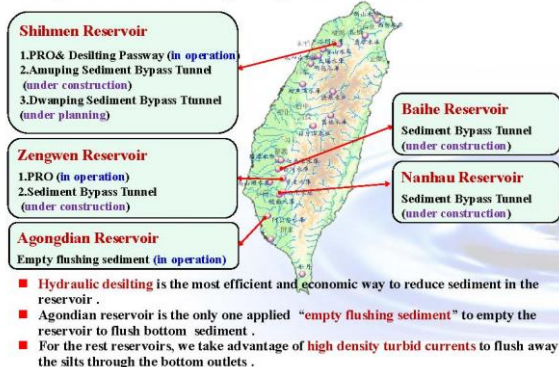 Shihmen Reservoir
1.PRO& Desilting Passway (in operation)
2.Amuping Sediment Bypass Tunnel
(under construction)
3.Dwanping Sediment Bypass Ttunnel
(under planning)
Zengwen Reservoir
1.PRO (in operation)
2.Sediment Bypass Tunnel
(under construction)
Agongdian Reservoir
Empty flushing sediment (in operation)
Baihe Reservoir
Sediment Bypass Tunnel
(under construction)
Nanhau Reservoir
Sediment Bypass Tunnel
(under construction)
■ Hydraulic desilting is the most efficient and economic way to reduce sediment in the
reservoir .
■ Agondian reservoir is the only one applied “empty flushing sediment” to empty the
reservoir to flush bottom sediment .
■ For the rest reservoirs, we take advantage of high density turbid currents to flush away
the silts through the bottom outlets .